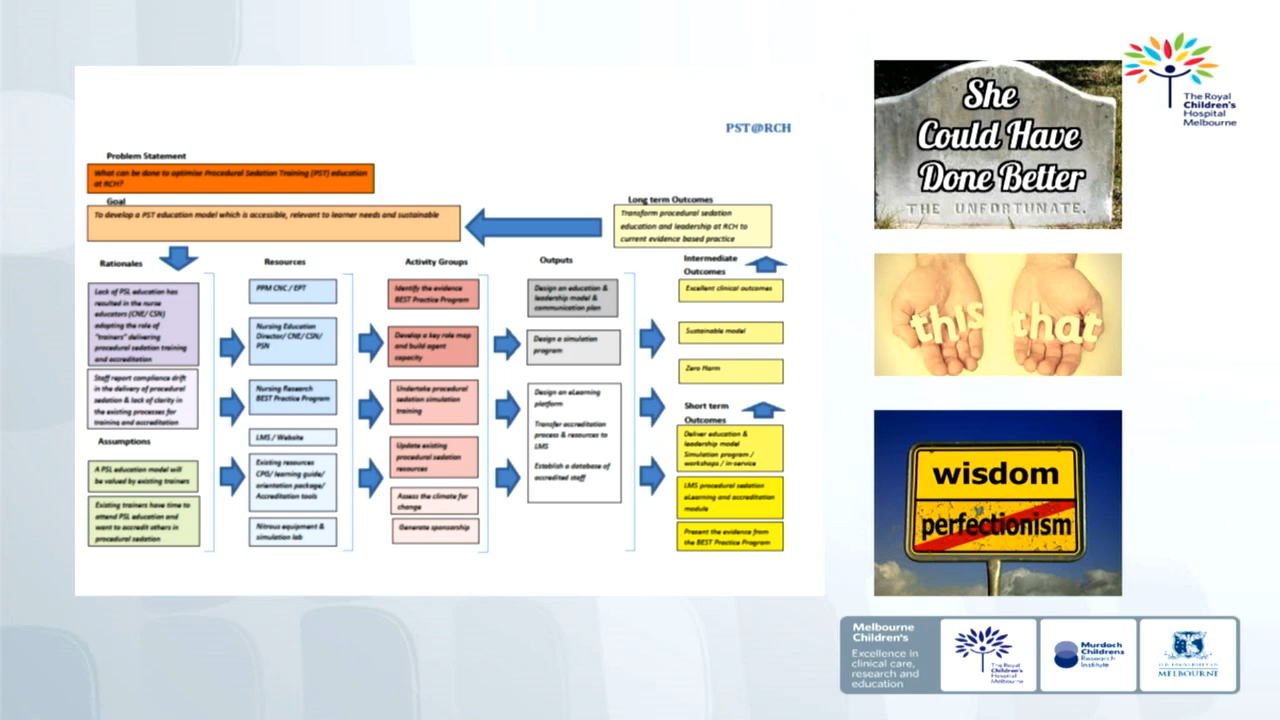 PST@RCH
Problem Statement
What can be done to optimise Procedural Sedation Training (PST) education
at RCH?
Goal
To develop a PST education model which is accessible, relevant to learner needs and sustainable
Long term Outcomes
Transform procedural sedation
education and leadership at RCH to
current evidence based practice
Rationales
Lack of PSL education has
resulted in the nurse
educators (CNE/ CSN)
adopting the role of
"trainers" delivering
procedural sedation training
and accreditation
Staff report compliance drift
in the delivery of procedural
sedation & lack of clarity in
the existing processes for
training and accreditation
Assumptions
A PSL education model will
be valued by existing trainers
Existing trainers have time to
attend PSL education and
want to accredit others in
procedural sedation
Resources
PPM CNC / EPT
Nursing Education
Director/ CNE/ CSN/
PSN
Nursing Research
BEST Practice Program
LMS / Website
Existing resources
CPG/ learning guide/
orientation package/
Accreditation tools
Nitrous equipment &
simulation lab
Activity Groups
Identify the evidence
BEST Practice Program
Develop a key role map
and build agent
capacity
Undertake procedural
sedation simulation
training
Update existing
procedural sedation
resources
Assess the climate for
change
Generate sponsorship
Outputs
Design an education &
leadership model &
communication plan
Design a simulation
program
Design an eLearning
platform
Transfer accreditation
process & resources to
LMS
Establish a database of
accredited staff
Intermediate
Outcomes
Excellent clinical outcomes
Sustainable model
Zero Harm
Short term
Outcomes
Deliver education &
leadership model
Simulation program /
workshops / in-service
LMS procedural sedation
eLearning and accreditation
module
Present the evidence from
the BEST Practice Program
She
Could Have
Done Better
THE UNFORTUNATE.
this that
wisdom
perfectionism
The Royal
Children's
Hospital
Melbourne
Melbourne
Children's
Excellence in
clinical care,
research and
education
The Royal
Children's
Hospital
Melbourne
Murdoch
Childrens
Research
Institute
THE UNIVERSITY OF
MELBOURNE